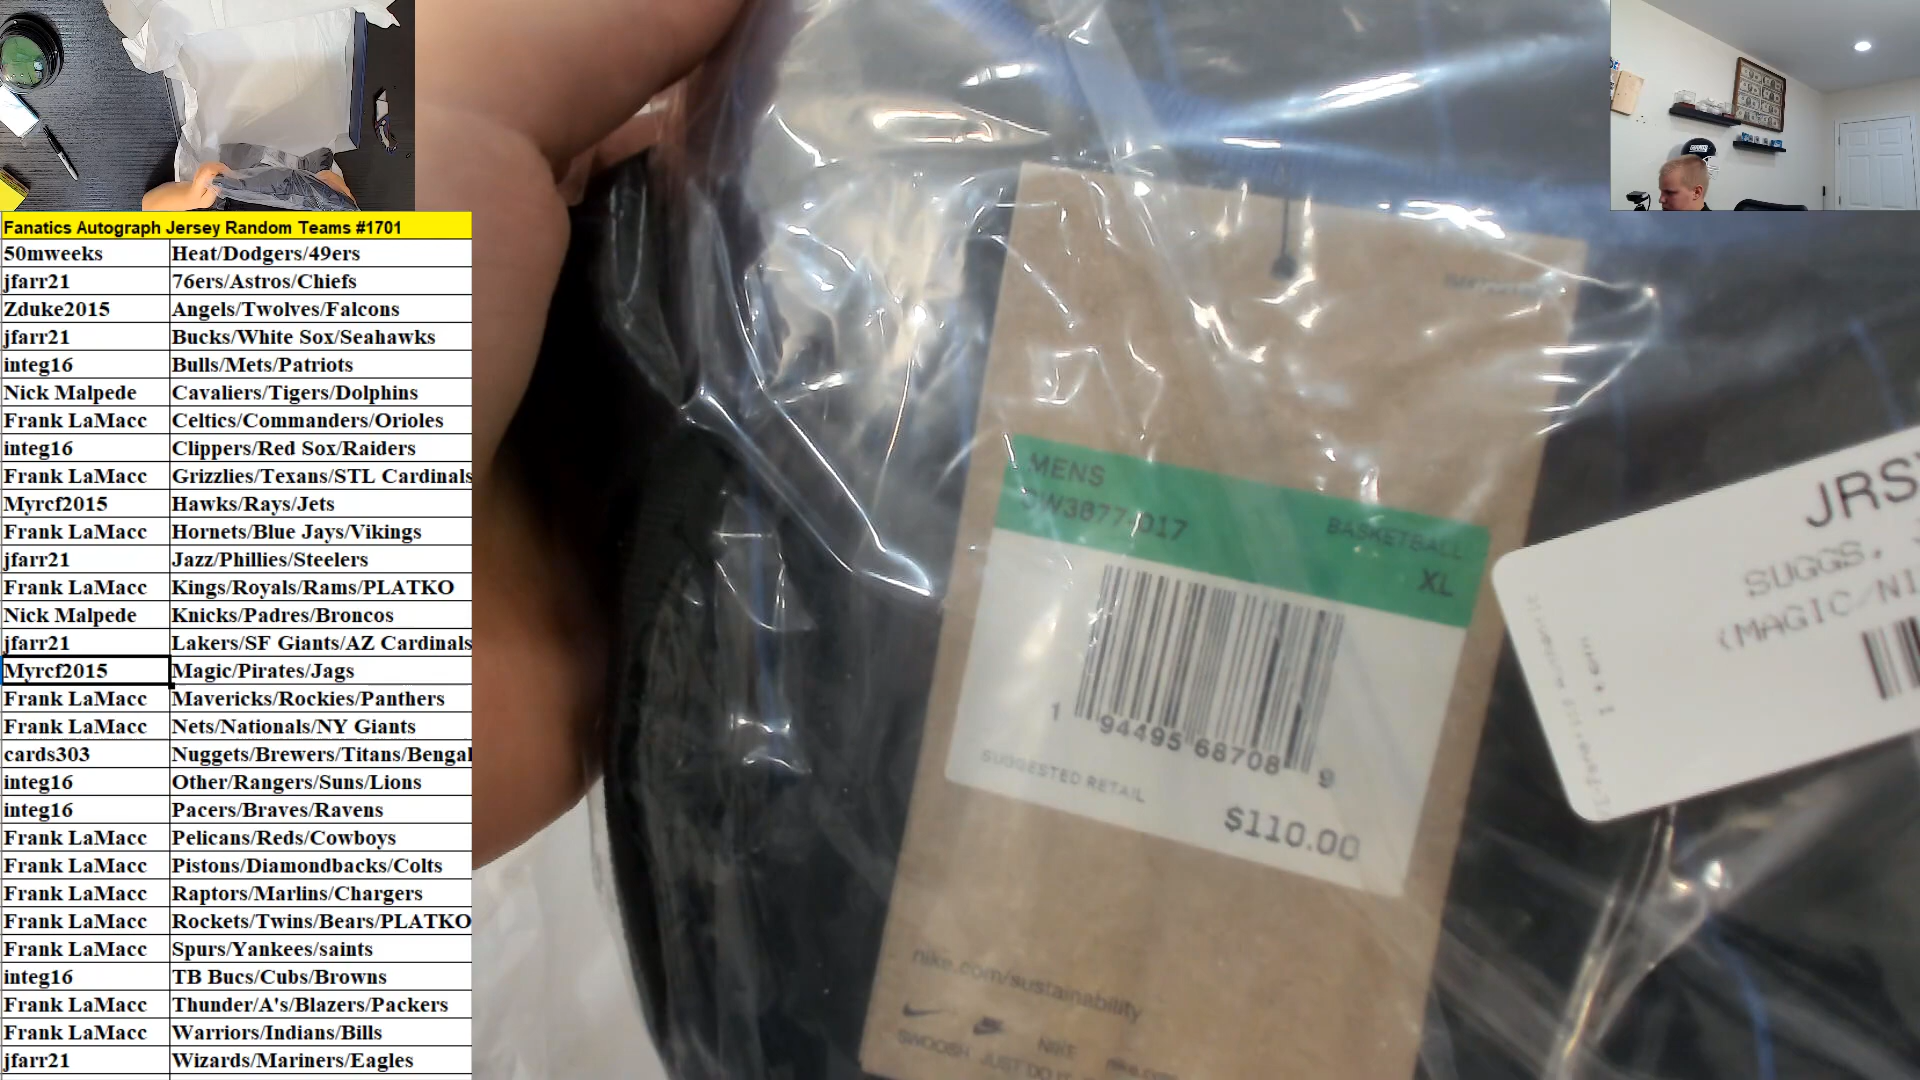 Fanatics Autograph Jersey Random Teams #1701
50mweeks Heat/Dodgers/49ers
jfarr21 76ers/Astros/Chiefs
Zduke2015 Angels/Twolves/Falcons
jfarr21 Bucks/White Sox/Seahawks
integ16 Bulls/Mets/Patriots
Nick Malpede Cavaliers/Tigers/Dolphins
Frank LaMacc Celtics/Commanders/Orioles
integ16 Clippers/Red Sox/Raiders
Frank LaMacc Grizzlies/Texans/STL Cardinals
Myrcf2015 Hawks/Rays/Jets
Frank LaMacc Hornets/Blue Jays/Vikings
jfarr21 Jazz/Phillies/Steelers
Frank LaMacc Kings/Royals/Rams/PLATKO
Nick Malpede Knicks/Padres/Broncos
jfarr21 Lakers/SF Giants/AZ Cardinals
Myrcf2015 Magic/Pirates/Jags
Frank LaMacc Mavericks/Rockies/Panthers
Frank LaMacc Nets/Nationals/NY Giants
cards303 Nuggets/Brewers/Titans/Bengal
integ16 Other/Rangers/Suns/Lions
integ16 Pacers/Braves/Ravens
Frank LaMacc Pelicans/Reds/Cowboys
Frank LaMacc Pistons/Diamondbacks/Colts
Frank LaMacc Raptors/Marlins/Chargers
Frank LaMacc Rockets/Twins/Bears/PLATKO
Frank LaMacc Spurs/Yankees/saints
integ16 TB Bucs/Cubs/Browns
Frank LaMacc Thunder/A's/Blazers/Packers
Frank LaMacc Warriors/Indians/Bills
jfarr21 Wizards/Mariners/Eagles
MENS
BASKETBALL
XL
1 94495 68708 9
SUGGESTED RETAIL
$110.00
nike.com/sustainability
NIKE
SWOOSH JUST DO IT
JRS
SUGGS,
(MAGIC/NI